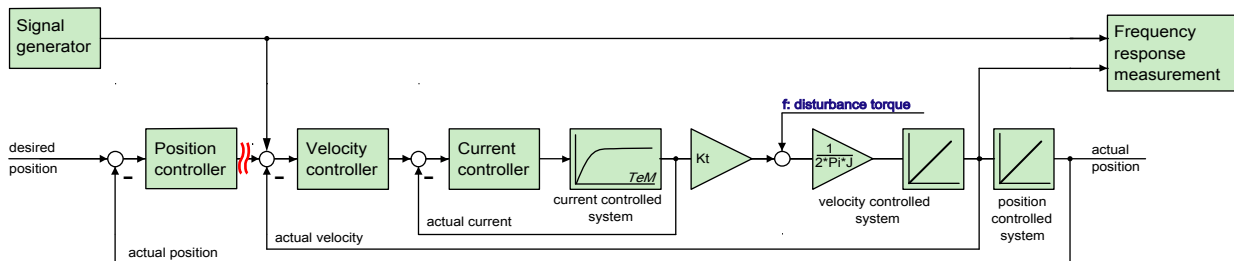 Signal
generator
Frequency
response
measurement
f: disturbance torque
desired
position
Position
controller
Velocity
controller
Current
controller
TeM
Kt
1
2*Pi*J
actual
position
-
-
-
current controlled
system
velocity controlled
system
position
controlled
system
actual current
actual velocity
actual position